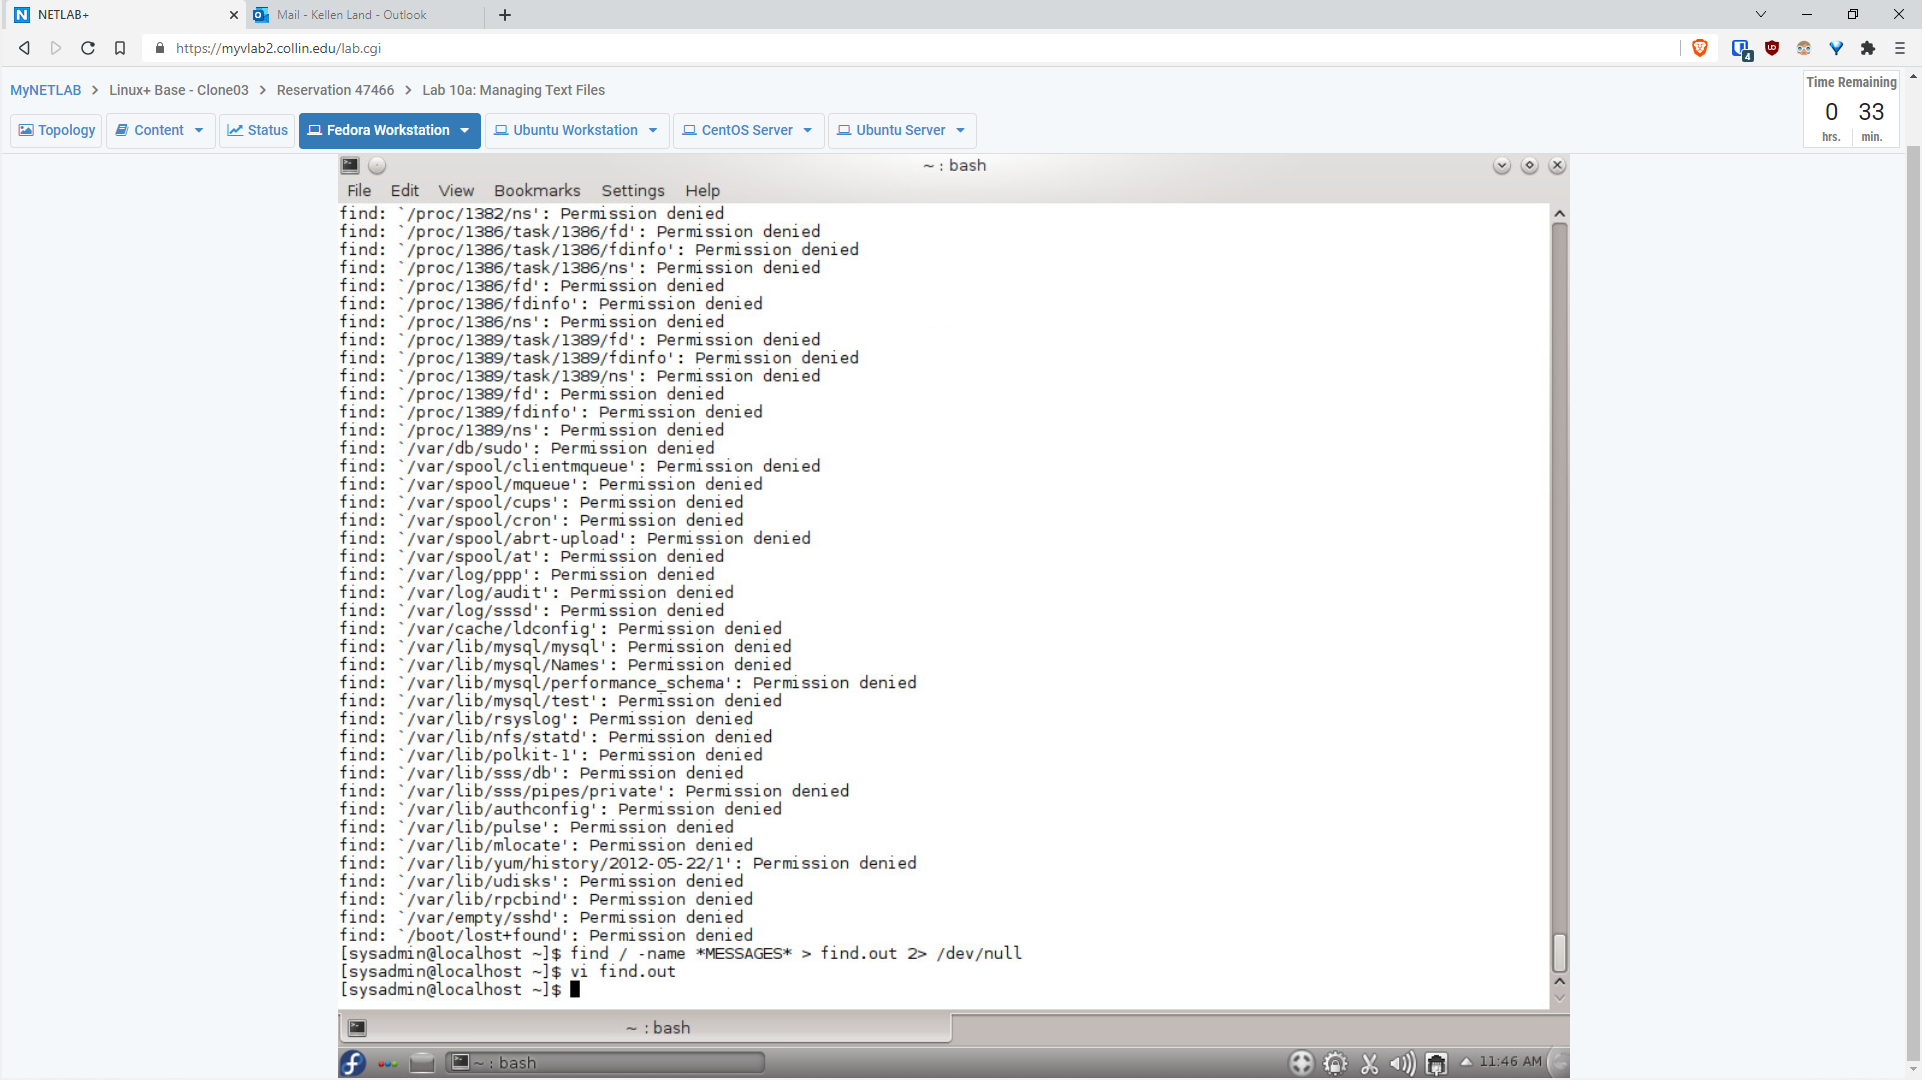 NETLAB+
Mail - Kellen Land - Outlook
https://myvlab2.collin.edu/lab.cgi
4
MyNETLAB > Linux+ Base - Clone03 > Reservation 47466 > Lab 10a: Managing Text Files
Time Remaining
0 33
hrs. min.
Topology Content Status Fedora Workstation Ubuntu Workstation CentOS Server Ubuntu Server
~ : bash
File Edit View Bookmarks Settings Help
find: `/proc/1382/ns': Permission denied
find: `/proc/1386/task/1386/fd': Permission denied
find: `/proc/1386/task/1386/fdinfo': Permission denied
find: `/proc/1386/task/1386/ns': Permission denied
find: `/proc/1386/fd': Permission denied
find: `/proc/1386/fdinfo': Permission denied
find: `/proc/1386/ns': Permission denied
find: `/proc/1389/task/1389/fd': Permission denied
find: `/proc/1389/task/1389/fdinfo': Permission denied
find: `/proc/1389/task/1389/ns': Permission denied
find: `/proc/1389/fd': Permission denied
find: `/proc/1389/fdinfo': Permission denied
find: `/proc/1389/ns': Permission denied
find: `/var/db/sudo': Permission denied
find: `/var/spool/clientmqueue': Permission denied
find: `/var/spool/mqueue': Permission denied
find: `/var/spool/cups': Permission denied
find: `/var/spool/cron': Permission denied
find: `/var/spool/abrt-upload': Permission denied
find: `/var/spool/at': Permission denied
find: `/var/log/ppp': Permission denied
find: `/var/log/audit': Permission denied
find: `/var/log/sssd': Permission denied
find: `/var/cache/ldconfig': Permission denied
find: `/var/lib/mysql/mysql': Permission denied
find: `/var/lib/mysql/Names': Permission denied
find: `/var/lib/mysql/performance_schema': Permission denied
find: `/var/lib/mysql/test': Permission denied
find: `/var/lib/rsyslog': Permission denied
find: `/var/lib/nfs/statd': Permission denied
find: `/var/lib/polkit-1': Permission denied
find: `/var/lib/sss/db': Permission denied
find: `/var/lib/sss/pipes/private': Permission denied
find: `/var/lib/authconfig': Permission denied
find: `/var/lib/pulse': Permission denied
find: `/var/lib/mlocate': Permission denied
find: `/var/lib/yum/history/2012-05-22/1': Permission denied
find: `/var/lib/udisks': Permission denied
find: `/var/lib/rpcbind': Permission denied
find: `/var/empty/sshd': Permission denied
find: `/boot/lost+found': Permission denied
[sysadmin@localhost ~]$ find / -name *MESSAGES* > find.out 2> /dev/null
[sysadmin@localhost ~]$ vi find.out
[sysadmin@localhost ~]$
~ : bash
~ : bash
11:46 AM